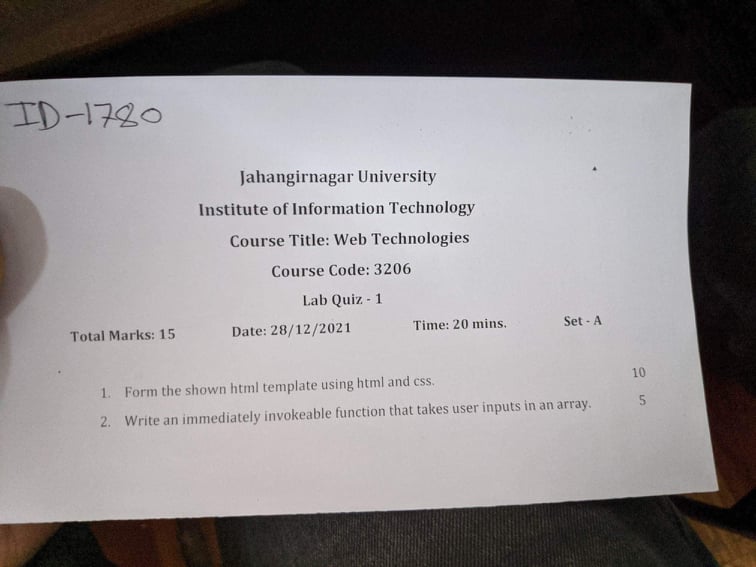 ID-1780
Jahangirnagar University
Institute of Information Technology
Course Title: Web Technologies
Course Code: 3206
Lab Quiz - 1
Total Marks: 15 Date: 28/12/2021 Time: 20 mins. Set - A
1. Form the shown html template using html and css. 10
2. Write an immediately invokeable function that takes user inputs in an array. 5